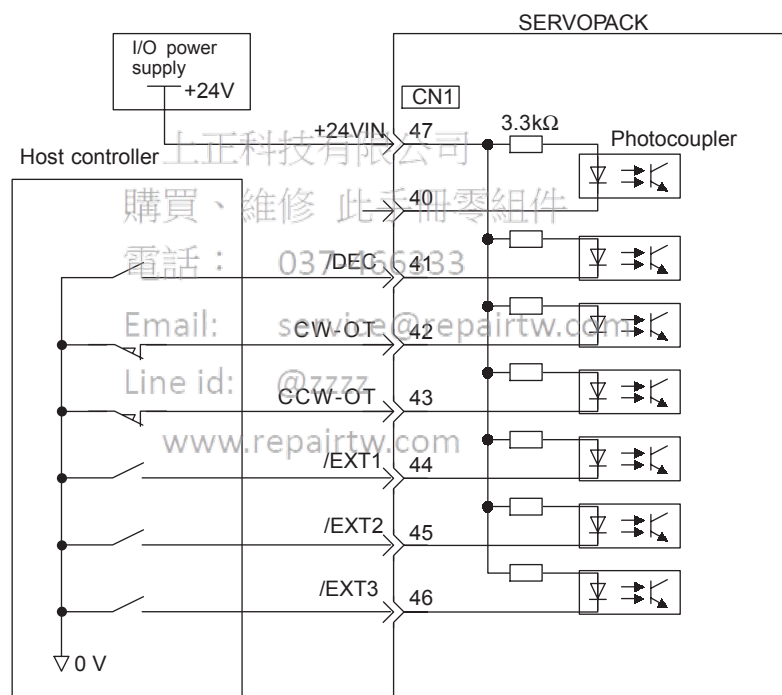 SERVOPACK
I/O power
supply
+24V
CN1
+24VIN
47
3.3kΩ
Photocoupler
Host controller
上正科技有限公司
購買、維修 此手冊零組件
40
電話: 037-466333
/DEC
41
Email: service@repairtw.com
CW-OT
42
Line id: @zzzz
CCW-OT
43
www.repairtw.com
/EXT1
44
/EXT2
45
/EXT3
46
0 V